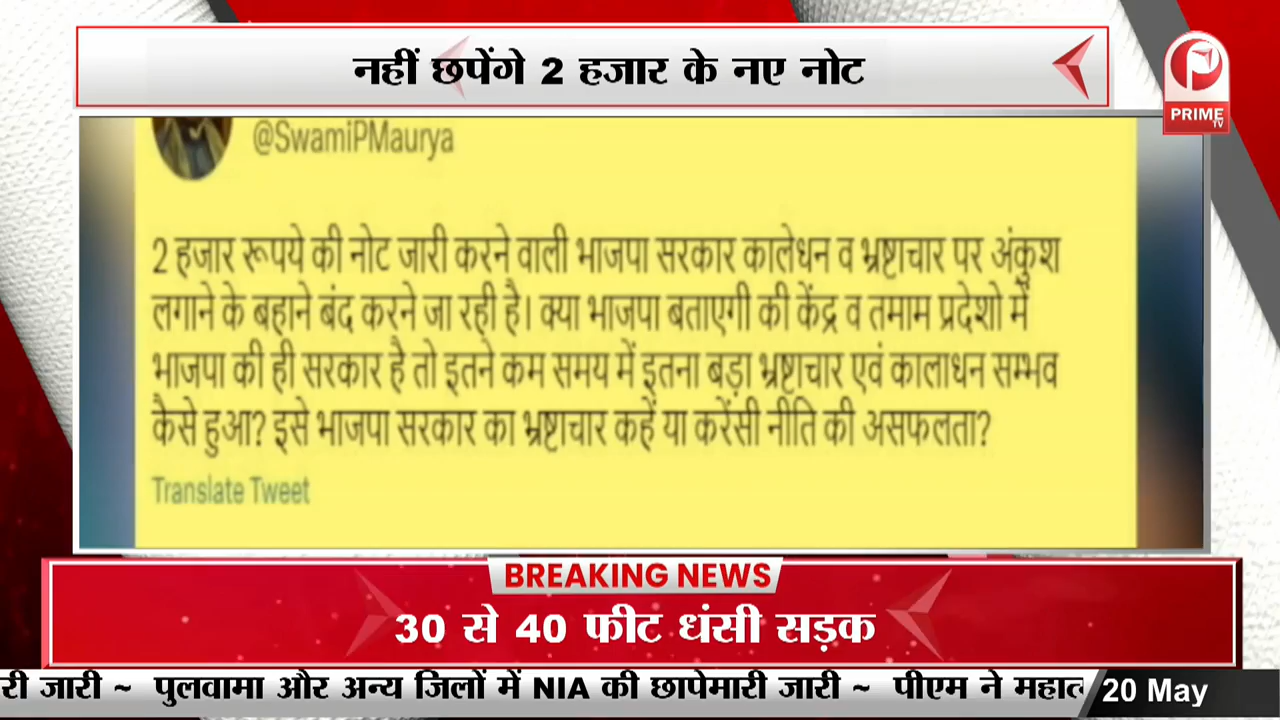 नहीं छपेंगे 2 हजार के नए नोट
PRIME
TV
@SwamiPMaurya
2 हजार रूपये की नोट जारी करने वाली भाजपा सरकार कालेधन व भ्रष्टाचार पर अंकुश
लगाने के बहाने बंद करने जा रही है। क्या भाजपा बताएगी की केंद्र व तमाम प्रदेशो में
भाजपा की ही सरकार है तो इतने कम समय में इतना बड़ा भ्रष्टाचार एवं कालाधन सम्भव
कैसे हुआ? इसे भाजपा सरकार का भ्रष्टाचार कहें या करेंसी नीति की असफलता?
Translate Tweet
BREAKING NEWS
30 से 40 फीट धंसी सड़क
री जारी ~ पुलवामा और अन्य जिलों में NIA की छापेमारी जारी ~ पीएम ने
20 May